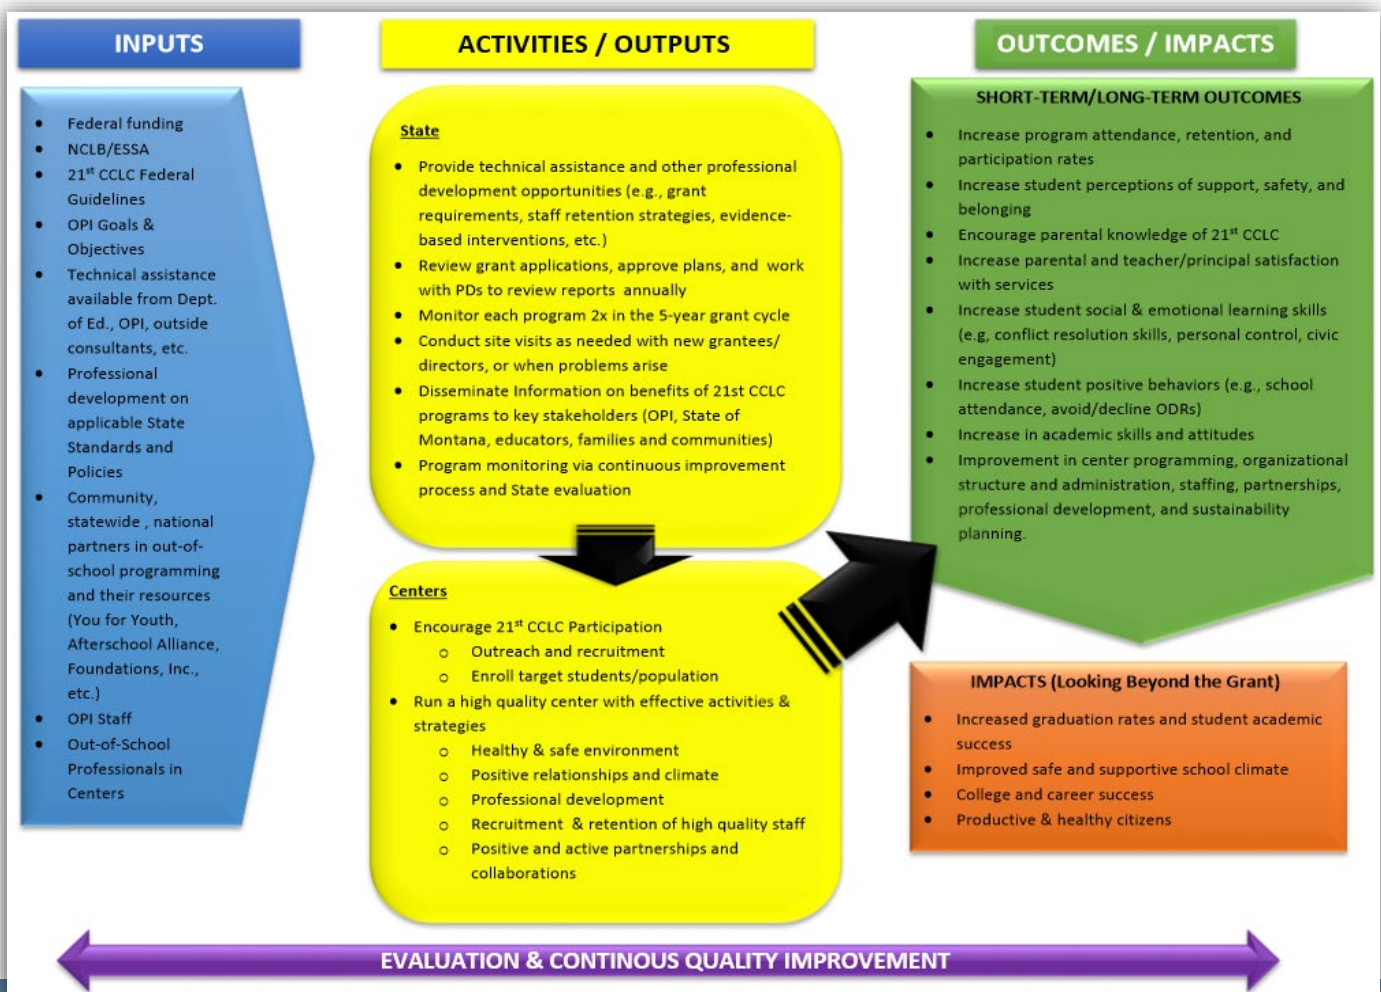 INPUTS
• Federal funding
• NCLB/ESSA
• 21st CCLC Federal
Guidelines
• OPI Goals &
Objectives
• Technical assistance
available from Dept.
of Ed., OPI, outside
consultants, etc.
• Professional
development on
applicable State
Standards and
Policies
• Community,
statewide , national
partners in out-of-
school programming
and their resources
(You for Youth,
Afterschool Alliance,
Foundations, Inc.,
etc.)
• OPI Staff
• Out-of-School
Professionals in
Centers
ACTIVITIES / OUTPUTS
State
• Provide technical assistance and other professional
development opportunities (e.g., grant
requirements, staff retention strategies, evidence-
based interventions, etc.)
• Review grant applications, approve plans, and work
with PDs to review reports annually
• Monitor each program 2x in the 5-year grant cycle
• Conduct site visits as needed with new grantees/
directors, or when problems arise
• Disseminate Information on benefits of 21st CCLC
programs to key stakeholders (OPI, State of
Montana, educators, families and communities)
• Program monitoring via continuous improvement
process and State evaluation
Centers
• Encourage 21st CCLC Participation
o Outreach and recruitment
o Enroll target students/population
• Run a high quality center with effective activities &
strategies
o Healthy & safe environment
o Positive relationships and climate
o Professional development
o Recruitment & retention of high quality staff
o Positive and active partnerships and
collaborations
OUTCOMES / IMPACTS
SHORT-TERM/LONG-TERM OUTCOMES
• Increase program attendance, retention, and
participation rates
• Increase student perceptions of support, safety, and
belonging
• Encourage parental knowledge of 21st CCLC
• Increase parental and teacher/principal satisfaction
with services
• Increase student social & emotional learning skills
(e.g, conflict resolution skills, personal control, civic
engagement)
• Increase student positive behaviors (e.g., school
attendance, avoid/decline ODRs)
• Increase in academic skills and attitudes
• Improvement in center programming, organizational
structure and administration, staffing, partnerships,
professional development, and sustainability
planning.
IMPACTS (Looking Beyond the Grant)
• Increased graduation rates and student academic
success
• Improved safe and supportive school climate
• College and career success
• Productive & healthy citizens
EVALUATION & CONTINOUS QUALITY IMPROVEMENT